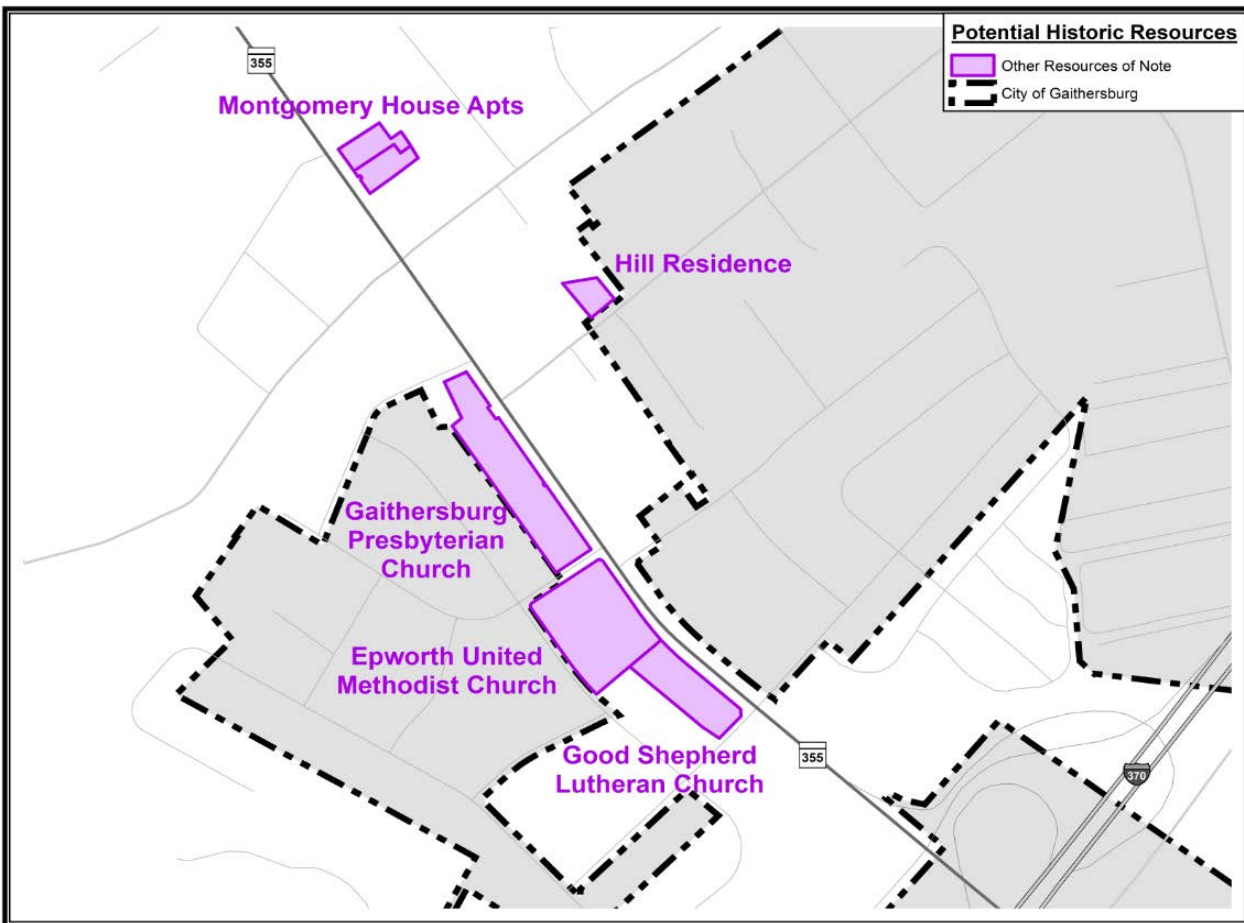 Potential Historic Resources
Other Resources of Note
City of Gaithersburg
355
Montgomery House Apts
Hill Residence
Gaithersburg
Presbyterian
Church
Epworth United
Methodist Church
Good Shepherd
Lutheran Church
355
370